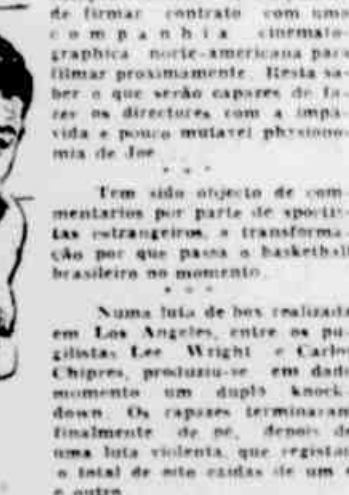 de firmar contrato com uma
companhia cinemato-
graphica norte-americana para
filmar proximamente. Resta sa-
ber o que serão capazes de fa-
zer os directores com a impa-
vida e pouco mutavel physiono-
mia de Joe
* * *
Tem sido objecto de com-
mentarios por parte de sportis-
tas estrangeiros, a transforma-
ção por que passa o basketball
brasileiro no momento.
* * *
Numa luta de box realizada
em Los Angeles, entre os pu-
gilistas Lee Wright e Carlos
Chipres, produziu-se em dado
momento um duplo knock-
down. Os rapazes terminaram
finalmente de pé, depois de
uma luta violenta, que registar
o total de oito caidas de um e
e outro